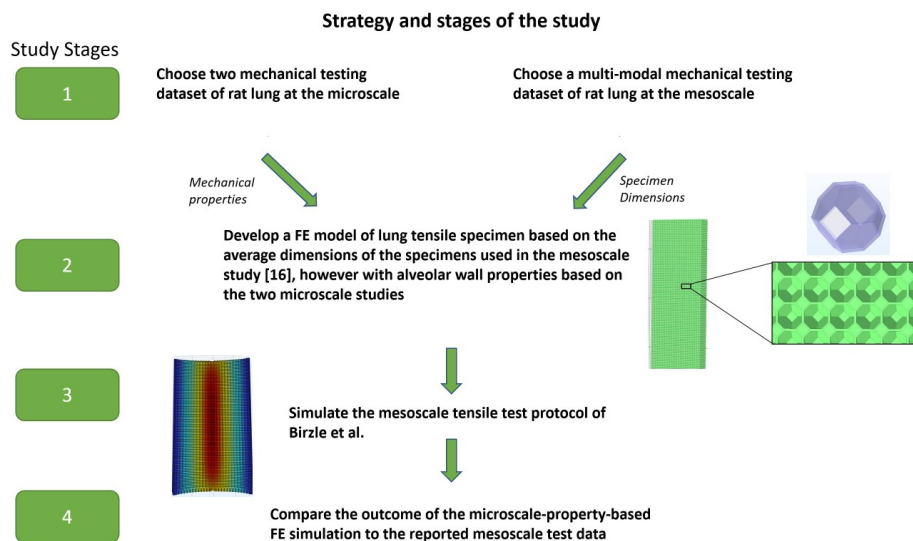 Strategy and stages of the study
Study Stages
1
Choose two mechanical testing
dataset of rat lung at the microscale
Choose a multi-modal mechanical testing
dataset of rat lung at the mesoscale
Mechanical
properties
Specimen
Dimensions
2
Develop a FE model of lung tensile specimen based on the
average dimensions of the specimens used in the mesoscale
study [16], however with alveolar wall properties based on
the two microscale studies
3
Simulate the mesoscale tensile test protocol of
Birzle et al.
4
Compare the outcome of the microscale-property-based
FE simulation to the reported mesoscale test data